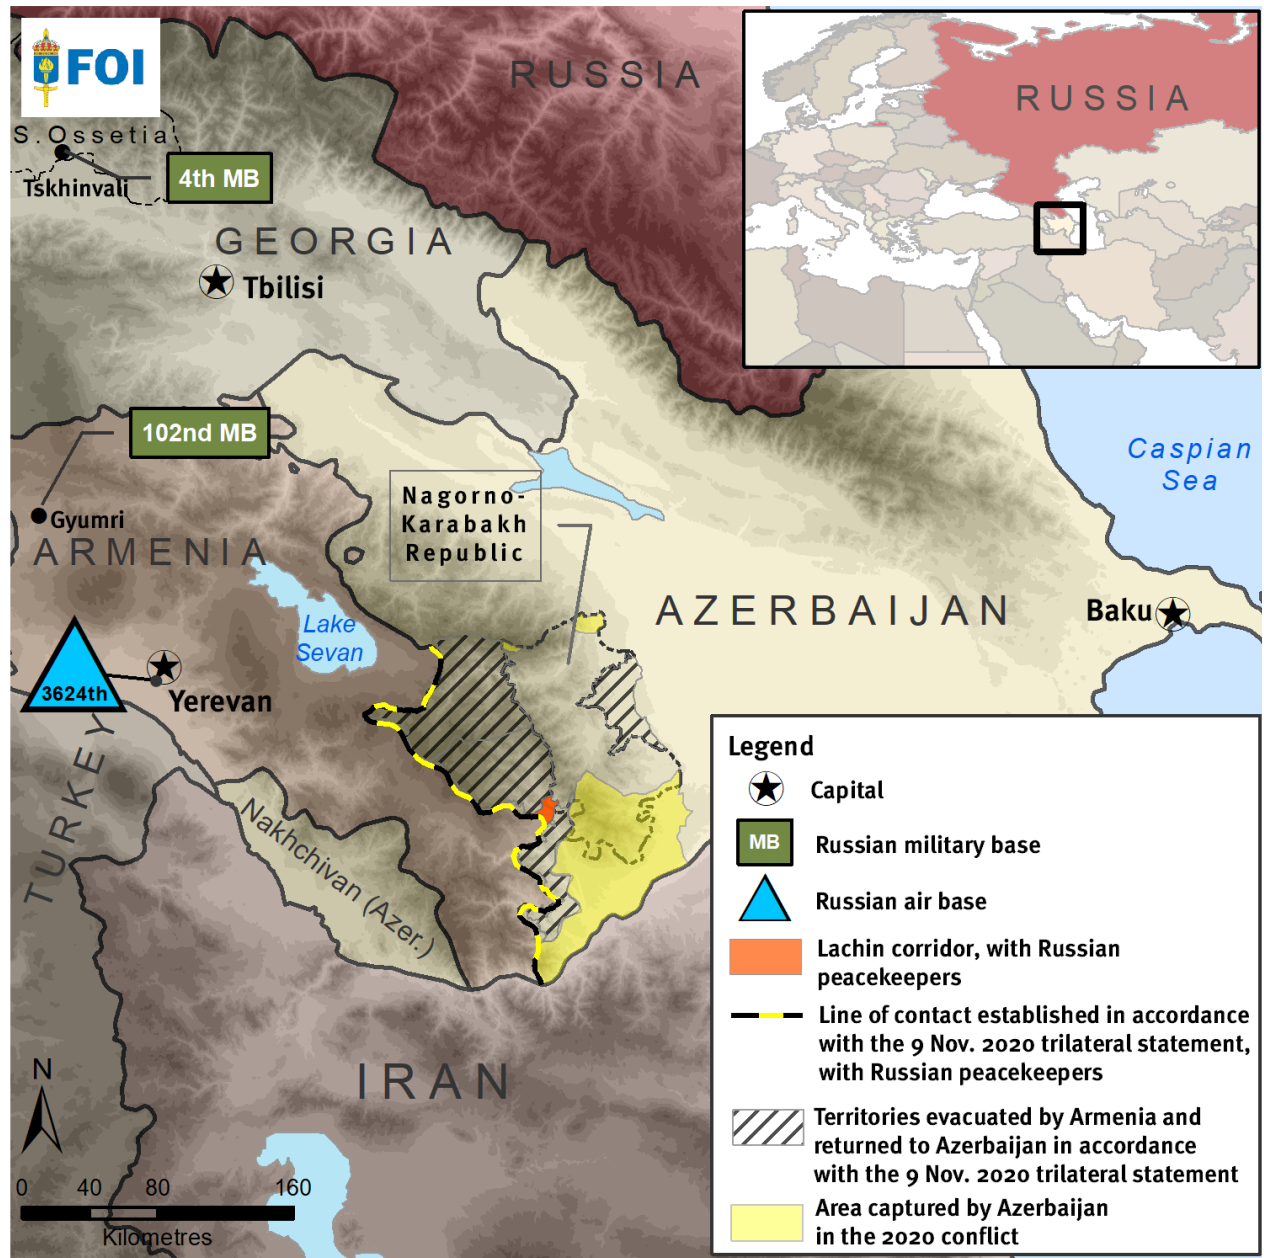 FOI
RUSSIA
RUSSIA
S. Ossetia
Tskhinvali
4th MB
GEORGIA
Tbilisi
102nd MB
Gyumri
ARMENIA
Nagorno-
Karabakh
Republic
Caspian
Sea
AZERBAIJAN
Baku
Lake
Sevan
3624th
Yerevan
TURKEY
Nakhchivan (Azer.)
IRAN
N
0 40 80 160
Kilometres
Legend
Capital
MB
Russian military base
Russian air base
Lachin corridor, with Russian
peacekeepers
Line of contact established in accordance
with the 9 Nov. 2020 trilateral statement,
with Russian peacekeepers
Territories evacuated by Armenia and
returned to Azerbaijan in accordance
with the 9 Nov. 2020 trilateral statement
Area captured by Azerbaijan
in the 2020 conflict